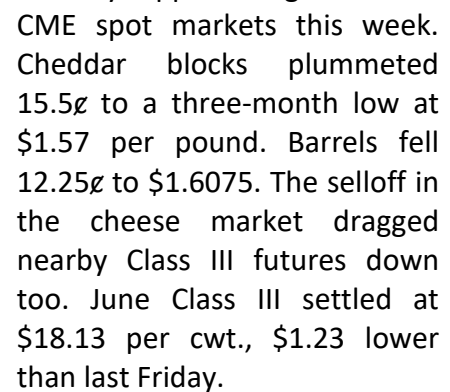 CME spot markets this week.
Cheddar blocks plummeted
15.5¢ to a three-month low at
$1.57 per pound. Barrels fell
12.25¢ to $1.6075. The selloff in
the cheese market dragged
nearby Class III futures down
too. June Class III settled at
$18.13 per cwt., $1.23 lower
than last Friday.